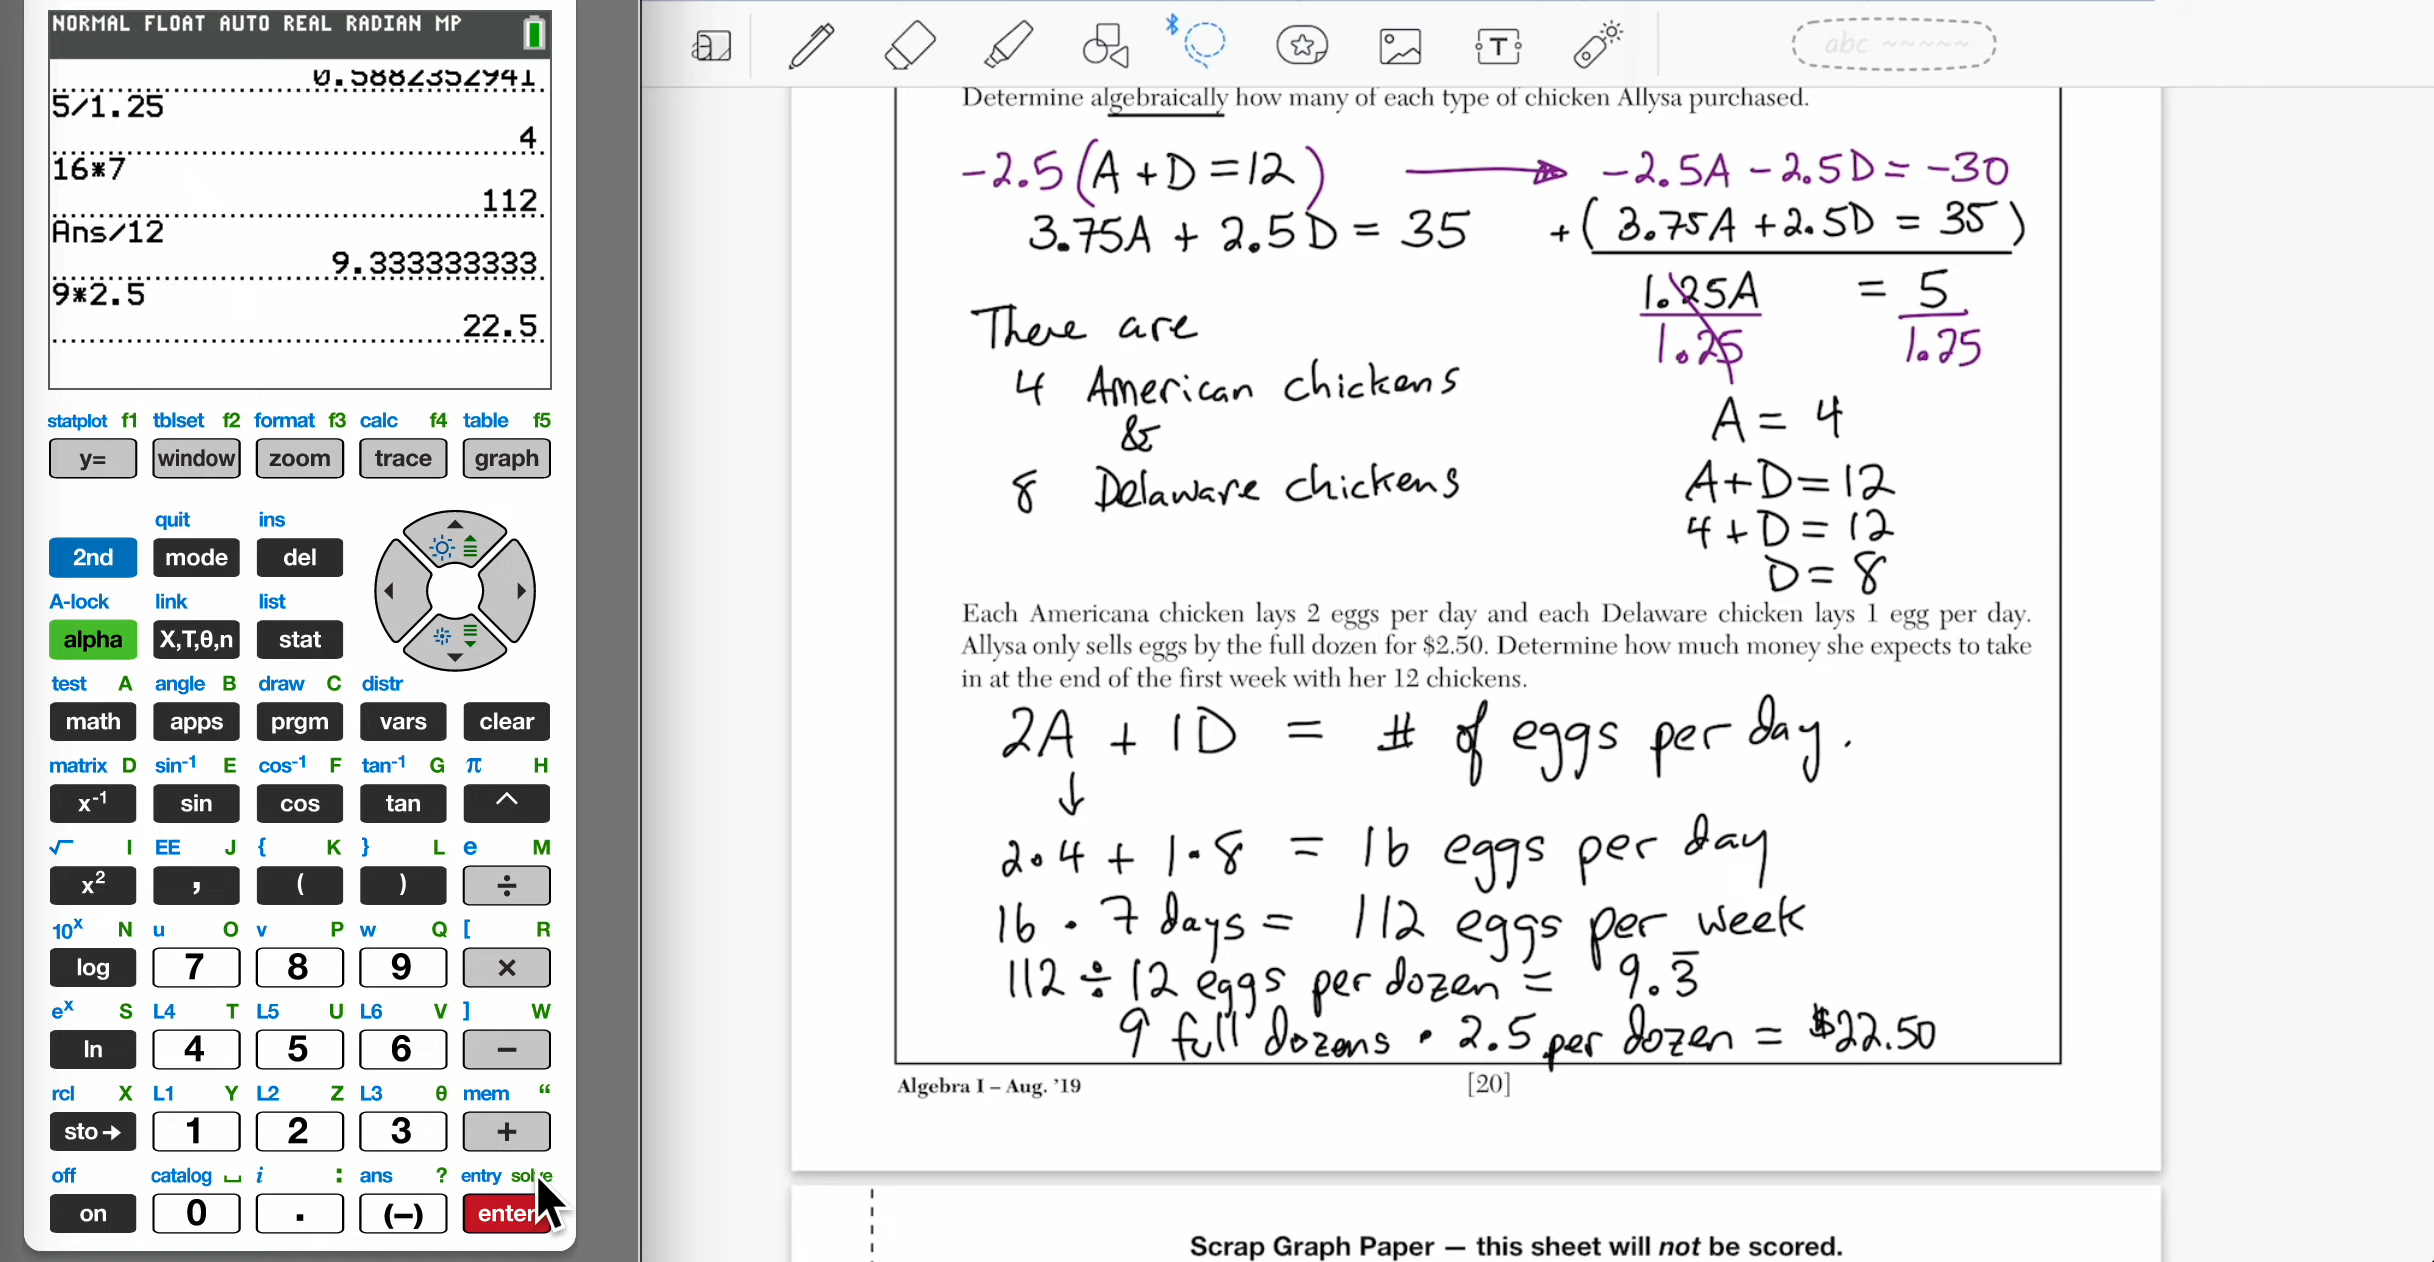 NORMAL FLOAT AUTO REAL RADIAN MP
0.5882352941
5/1.25
4
16*7
112
Ans/12
9.333333333
9*2.5
22.5
statplot f1 tblset f2 format f3 calc f4 table f5
y= window zoom trace graph
quit ins
2nd mode del
A-lock link list
alpha X,T,θ,n stat
test A angle B draw C distr
math apps prgm vars clear
matrix D sin⁻¹ E cos⁻¹ F tan⁻¹ G π H
x⁻¹ sin cos tan ^
√ I EE J { K } L e M
x² , ( ) ÷
10ˣ N u O v P w Q [ R
log 7 8 9 ×
eˣ S L4 T L5 U L6 V ] W
ln 4 5 6 −
rcl X L1 Y L2 Z L3 θ mem “
sto→ 1 2 3 +
off catalog ⎵ i : ans ? entry solve
on 0 . (–) enter
T
abc ~~~~~
Determine algebraically how many of each type of chicken Allysa purchased.
-2.5(A + D = 12) → -2.5A - 2.5D = -30
3.75A + 2.5D = 35 +( 3.75A + 2.5D = 35 )
1.25A = 5
1.25 1.25
There are
4 American chickens
&
8 Delaware chickens
A = 4
A+D=12
4+D=12
D=8
Each Americana chicken lays 2 eggs per day and each Delaware chicken lays 1 egg per day.
Allysa only sells eggs by the full dozen for $2.50. Determine how much money she expects to take
in at the end of the first week with her 12 chickens.
2A + 1D = # of eggs per day.
↓
2•4 + 1•8 = 16 eggs per day
16 • 7 days = 112 eggs per week
112 ÷ 12 eggs per dozen = 9.3̅
9 full dozens • 2.5 per dozen = $22.50
Algebra I – Aug. ’19 [20]
Scrap Graph Paper — this sheet will not be scored.